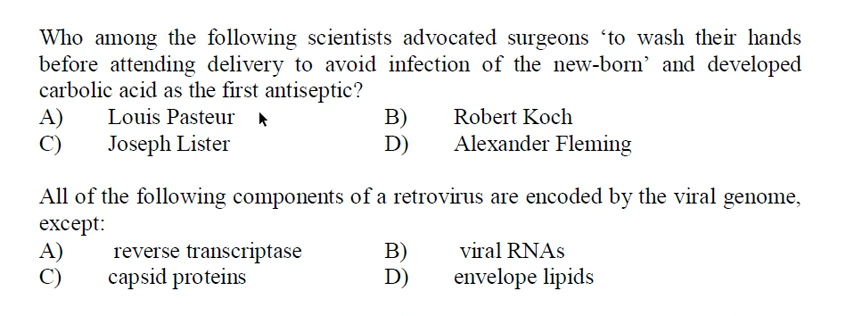 Who among the following scientists advocated surgeons ‘to wash their hands
before attending delivery to avoid infection of the new-born’ and developed
carbolic acid as the first antiseptic?
A) Louis Pasteur B) Robert Koch
C) Joseph Lister D) Alexander Fleming
All of the following components of a retrovirus are encoded by the viral genome,
except:
A) reverse transcriptase B) viral RNAs
C) capsid proteins D) envelope lipids